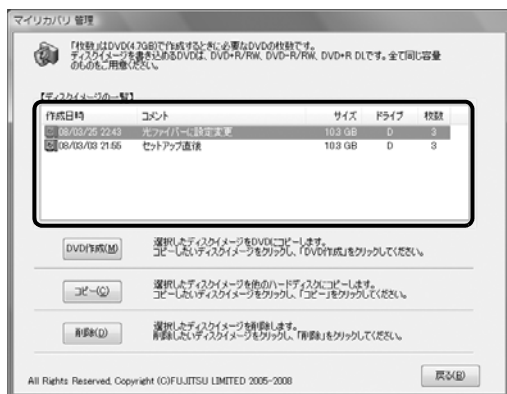 マイリカバリ 管理
「枚数」はDVD(4.7GB)で作成するときに必要なDVDの枚数です。
ディスクイメージを書き込めるDVDは、DVD+R/RW、DVD-R/RW、DVD+R DLです。全て同じ容量
のものをご用意ください。
【ディスクイメージの一覧】
作成日時 コメント サイズ ドライブ 枚数
08/03/25 22:43 光ファイバーに設定変更 10.3 GB D 3
08/03/03 21:55 セットアップ直後 10.3 GB D 3
DVD作成(M) 選択したディスクイメージをDVDにコピーします。
コピーしたいディスクイメージをクリックし、「DVD作成」をクリックしてください。
コピー(C) 選択したディスクイメージを他のハードディスクにコピーします。
コピーしたいディスクイメージをクリックし、「コピー」をクリックしてください。
削除(D) 選択したディスクイメージを削除します。
削除したいディスクイメージをクリックし、「削除」をクリックしてください。
All Rights Reserved, Copyright (C)FUJITSU LIMITED 2005-2008
戻る(B)